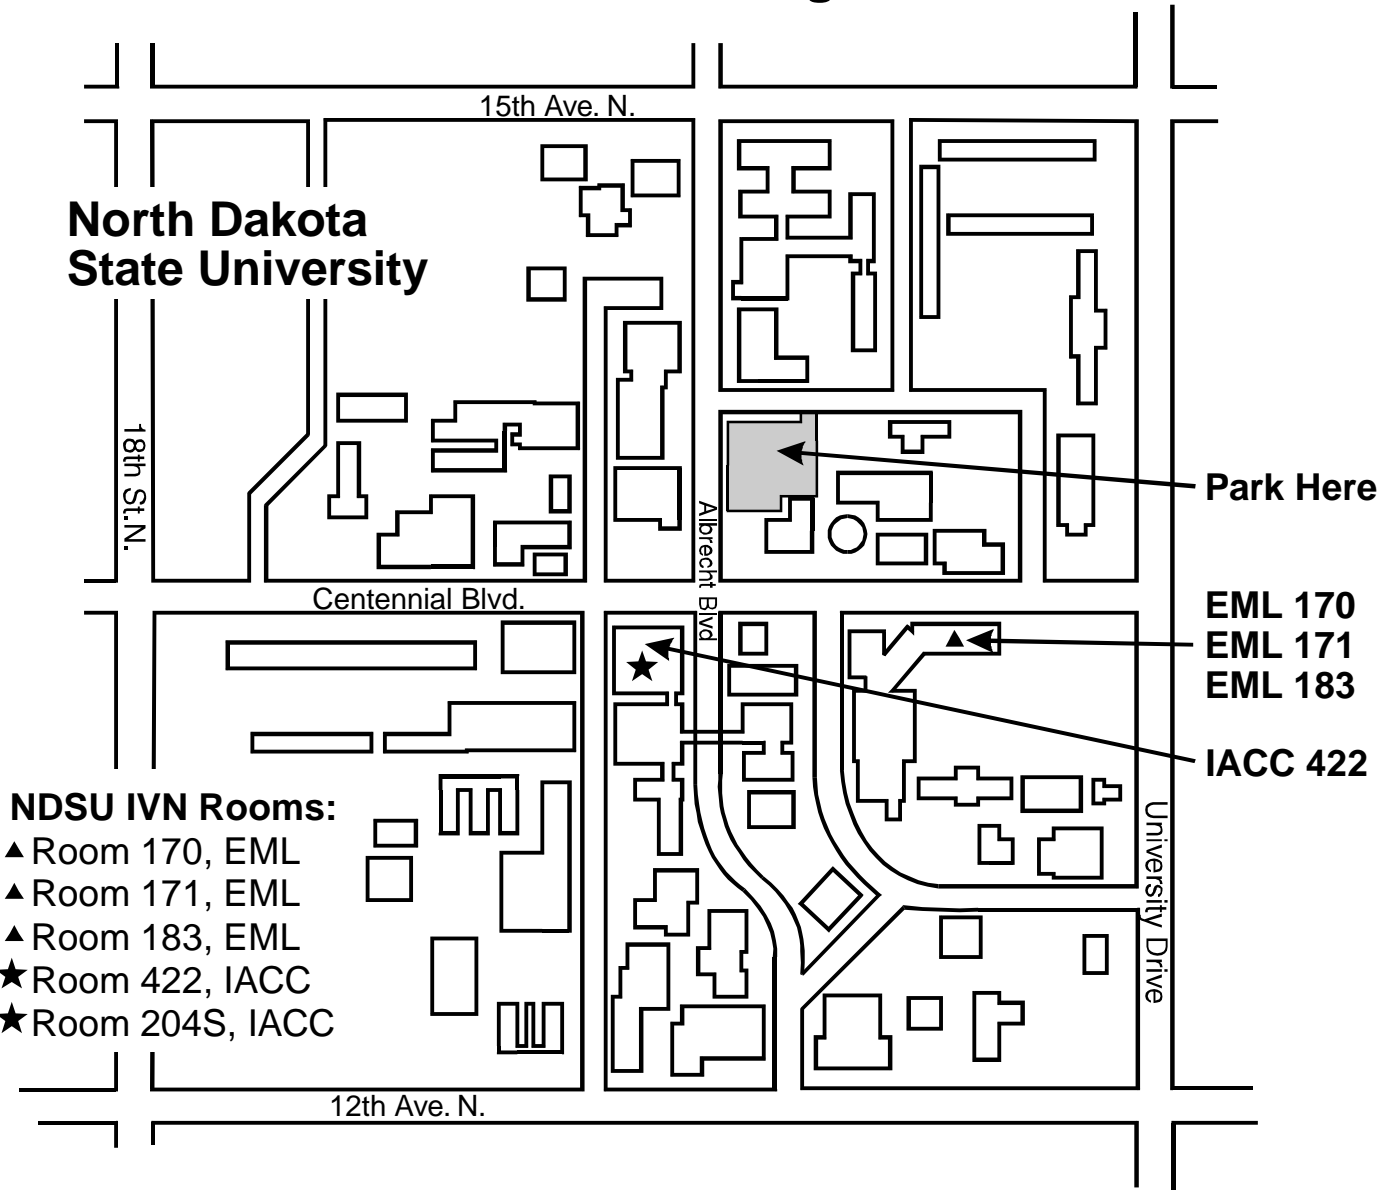 15th Ave. N.
North Dakota
State University
18th St.N.
Albrecht Blvd
Park Here
Centennial Blvd.
EML 170
EML 171
EML 183
IACC 422
NDSU IVN Rooms:
Room 170, EML
Room 171, EML
Room 183, EML
Room 422, IACC
Room 204S, IACC
University Drive
12th Ave. N.